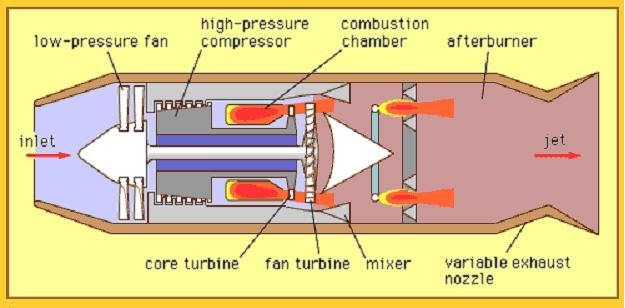 high-pressure
compressor
combustion
chamber
low-pressure fan
afterburner
inlet
jet
core turbine
fan turbine
mixer
variable exhaust
nozzle